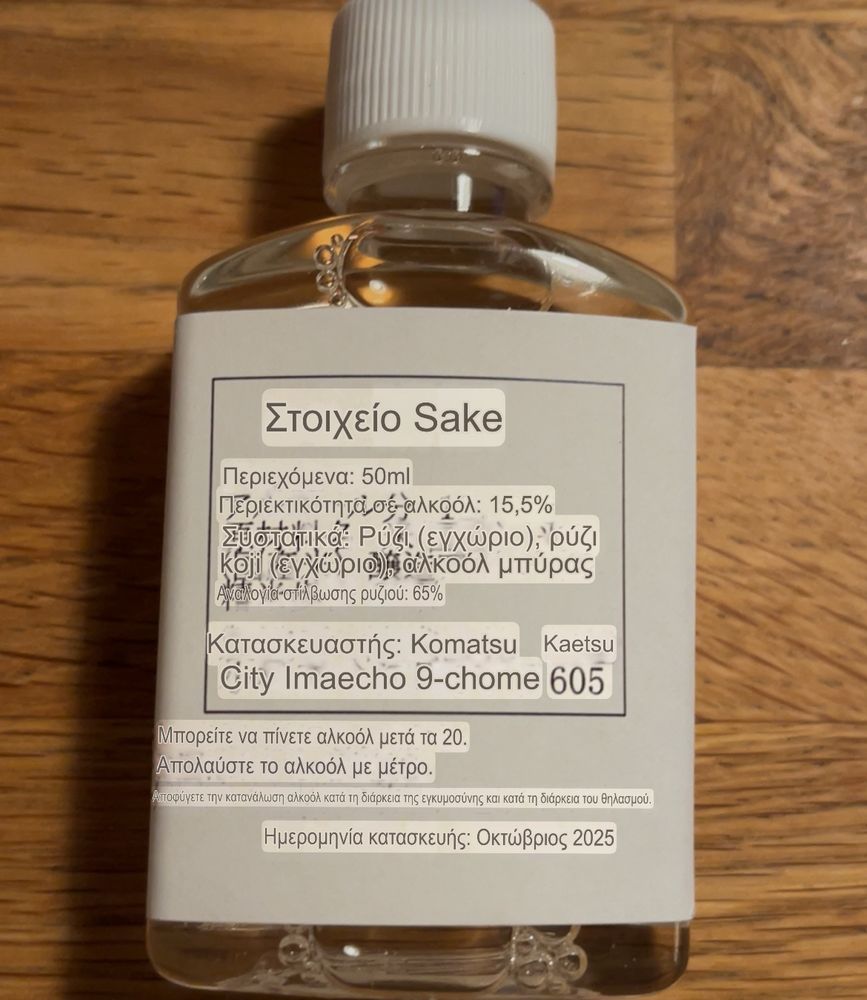 Στοιχείο Sake
Περιεχόμενα: 50ml
Περιεκτικότητα σε αλκοόλ: 15,5%
Συστατικά: Ρύζι (εγχώριο), ρύζι
koji (εγχώριο), αλκοόλ μπύρας
Αναλογία στίλβωσης ρυζιού: 65%
Κατασκευαστής: Komatsu Kaetsu
City Imaecho 9-chome 605
Μπορείτε να πίνετε αλκοόλ μετά τα 20.
Απολαύστε το αλκοόλ με μέτρο.
Αποφύγετε την κατανάλωση αλκοόλ κατά τη διάρκεια της εγκυμοσύνης και κατά τη διάρκεια του θηλασμού.
Ημερομηνία κατασκευής: Οκτώβριος 2025